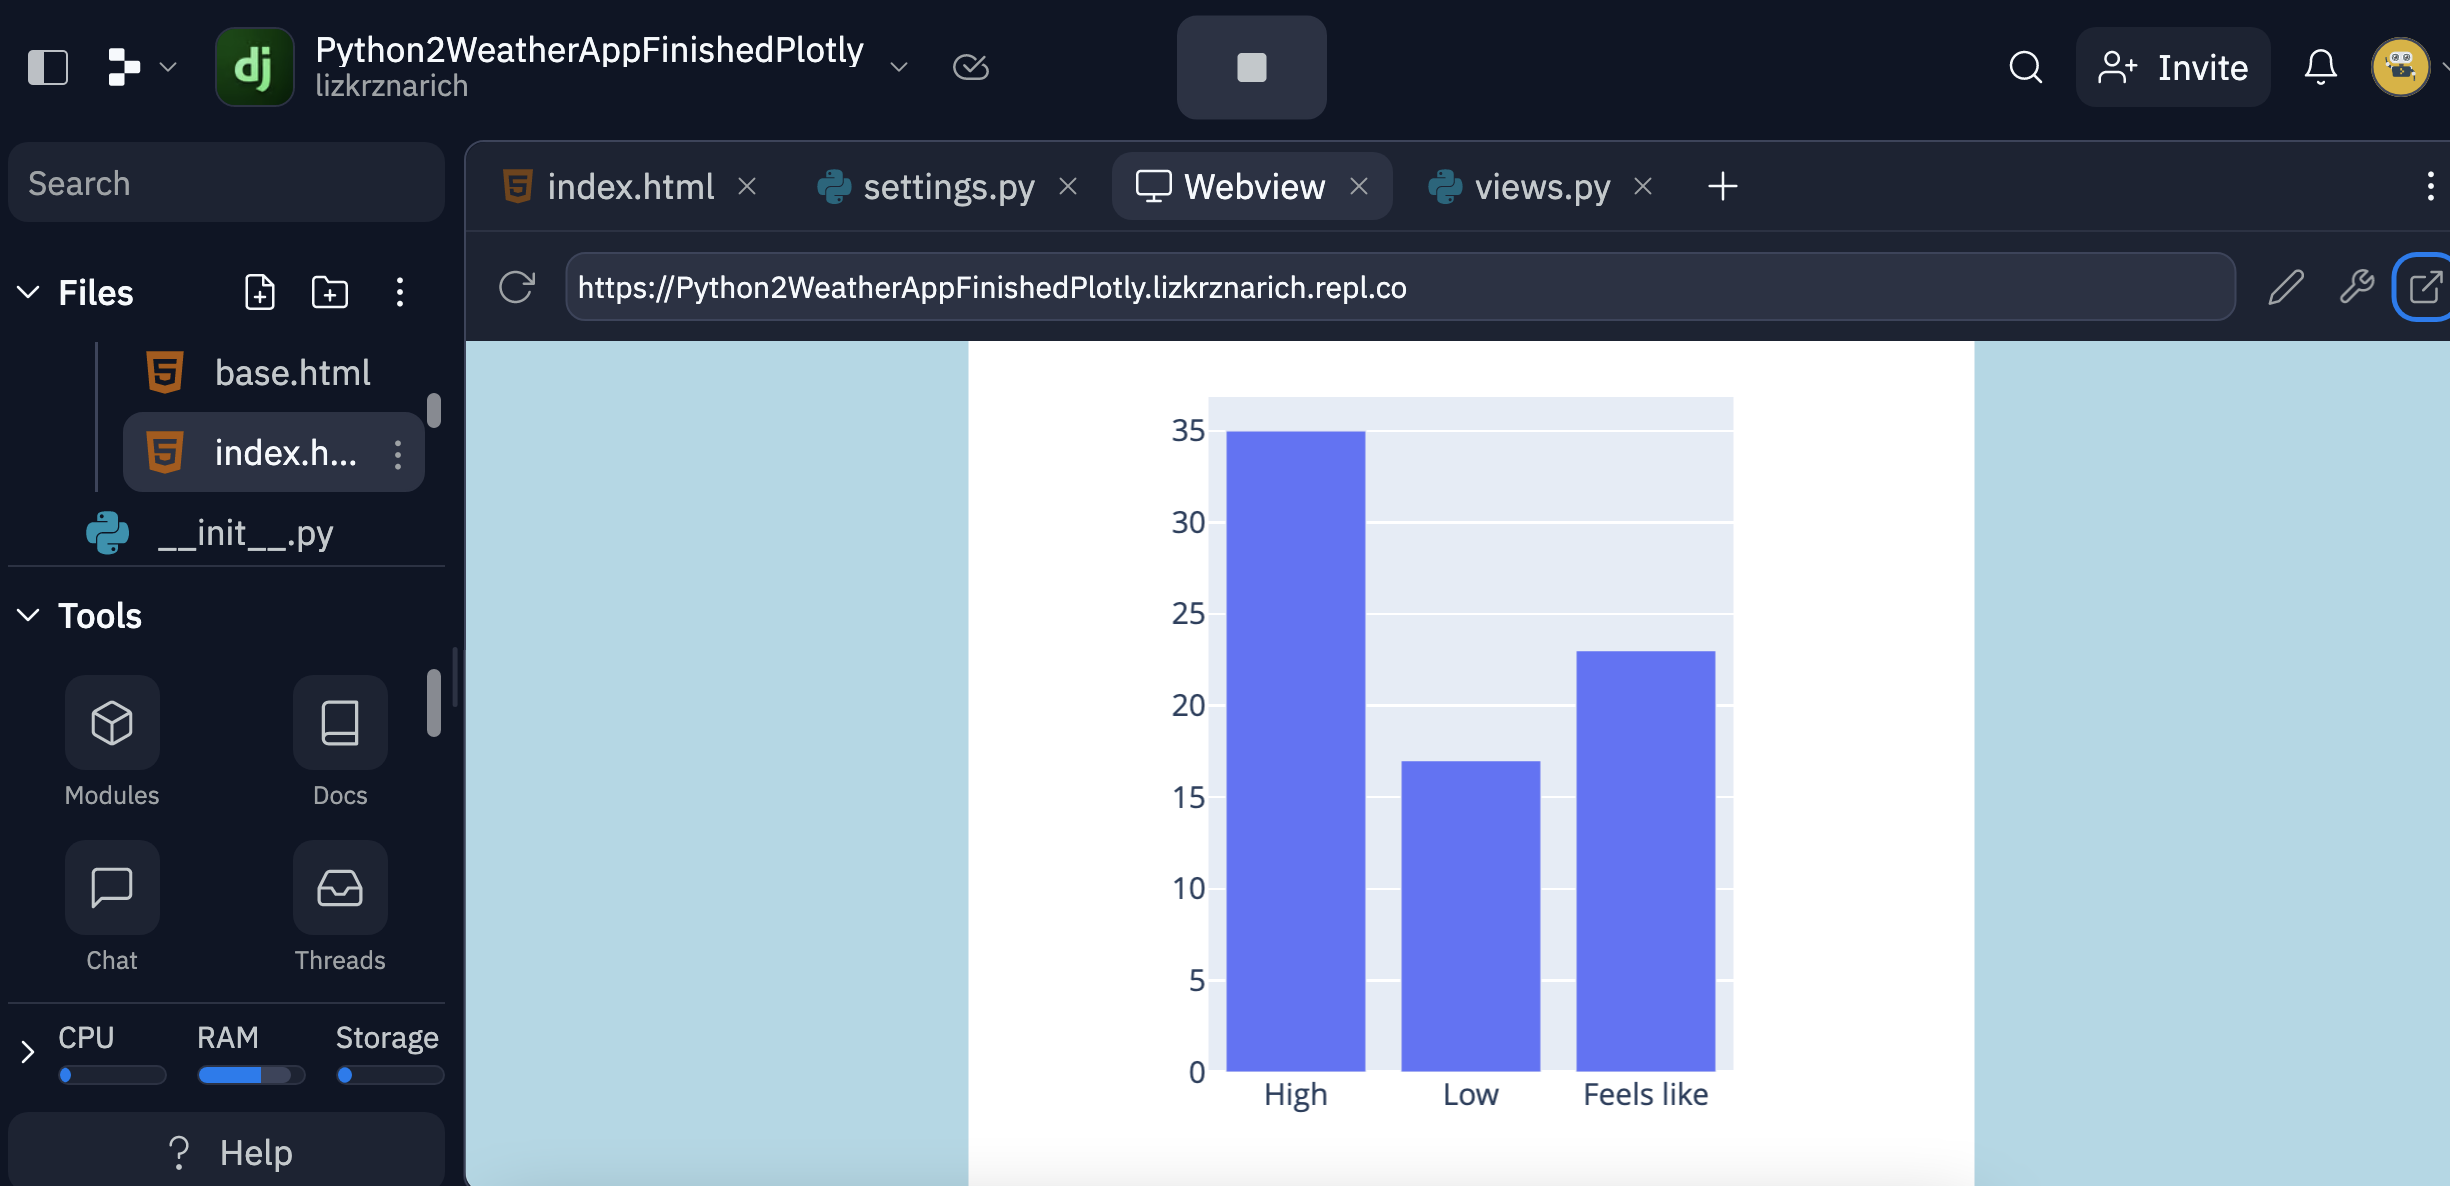 Python2WeatherAppFinishedPlotly
lizkrznarich
dj
Invite
Search
Files
base.html
index.h...
__init__.py
Tools
Modules
Docs
Chat
Threads
CPU
RAM
Storage
? Help
index.html
settings.py
Webview
views.py
https://Python2WeatherAppFinishedPlotly.lizkrznarich.repl.co
35
30
25
20
15
10
5
0
High
Low
Feels like